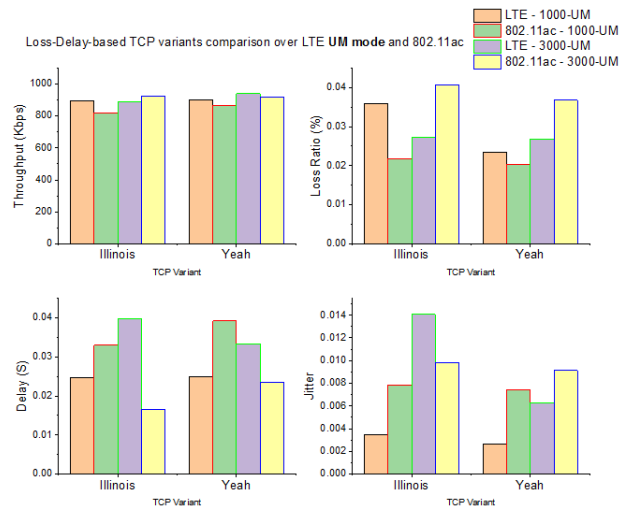 LTE - 1000-UM
802.11ac - 1000-UM
LTE - 3000-UM
802.11ac - 3000-UM
Loss-Delay-based TCP variants comparison over LTE UM mode and 802.11ac
Throughput (Kbps)
1000
800
600
400
200
0
Illinois
Yeah
TCP Variant
Loss Ratio (%)
0.04
0.03
0.02
0.01
0.00
Illinois
Yeah
TCP Variant
Delay (S)
0.04
0.03
0.02
0.01
0.00
Illinois
Yeah
TCP Variant
Jitter
0.014
0.012
0.010
0.008
0.006
0.004
0.002
0.000
Illinois
Yeah
TCP Variant